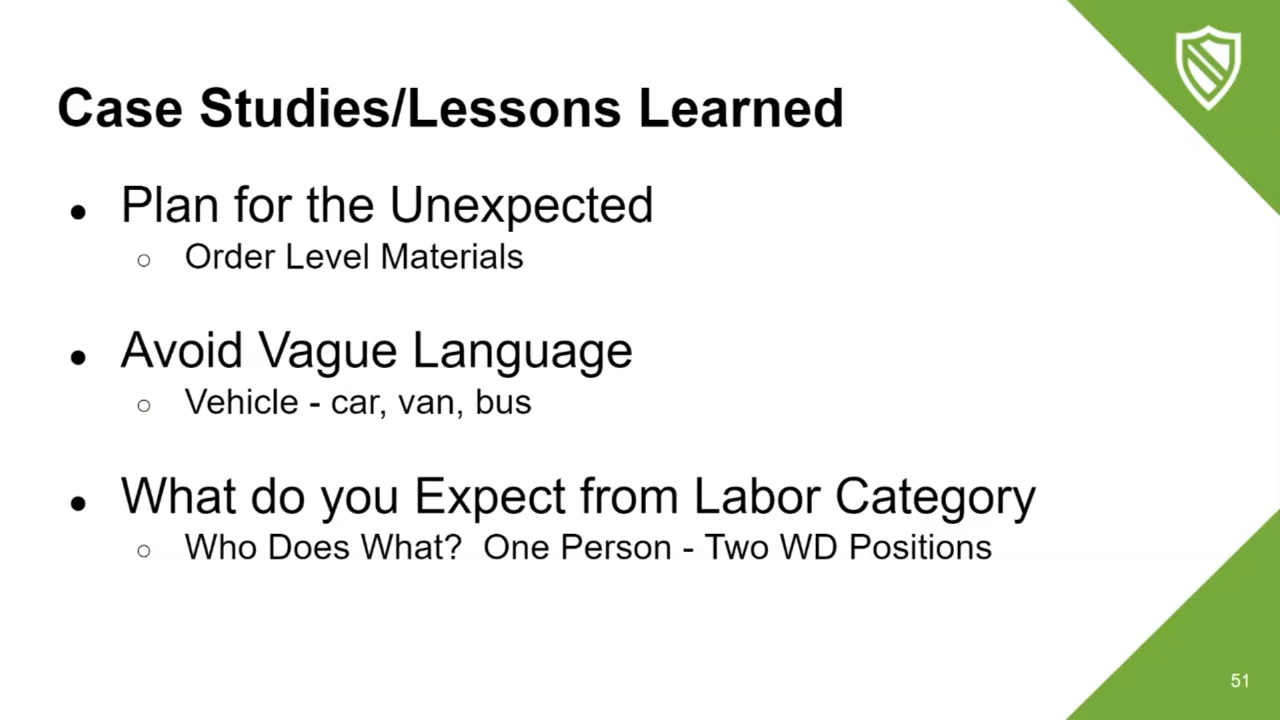 Case Studies/Lessons Learned
● Plan for the Unexpected
○ Order Level Materials
● Avoid Vague Language
○ Vehicle - car, van, bus
● What do you Expect from Labor Category
○ Who Does What?  One Person - Two WD Positions
51